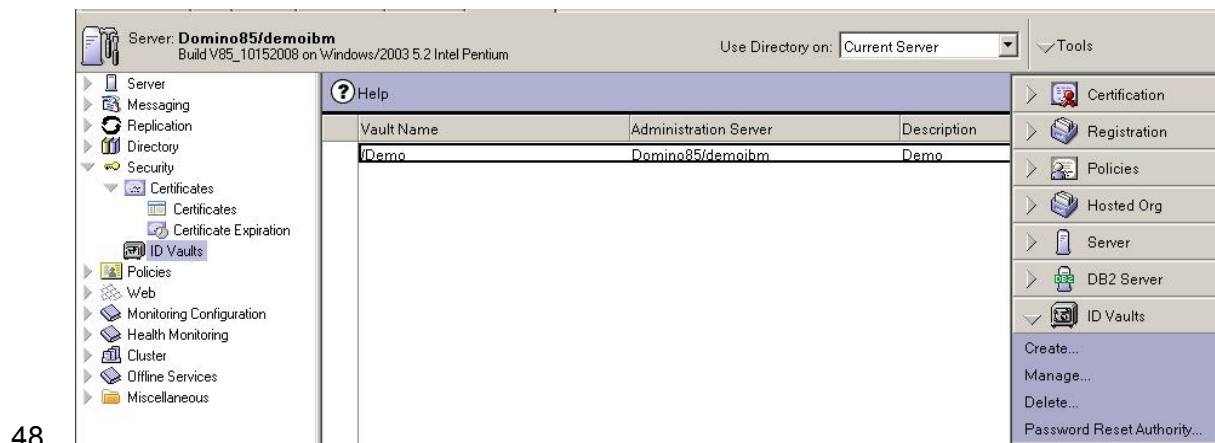 Server: Domino85/demoibm
Build V85_10152008 on Windows/2003 5.2 Intel Pentium
Use Directory on: Current Server
Tools
Server
Messaging
Replication
Directory
Security
Certificates
Certificates
Certificate Expiration
ID Vaults
Policies
Web
Monitoring Configuration
Health Monitoring
Cluster
Offline Services
Miscellaneous
? Help
Vault Name Administration Server Description
/Demo Domino85/demoibm Demo
Certification
Registration
Policies
Hosted Org
Server
DB2 Server
ID Vaults
Create...
Manage...
Delete...
Password Reset Authority...
48